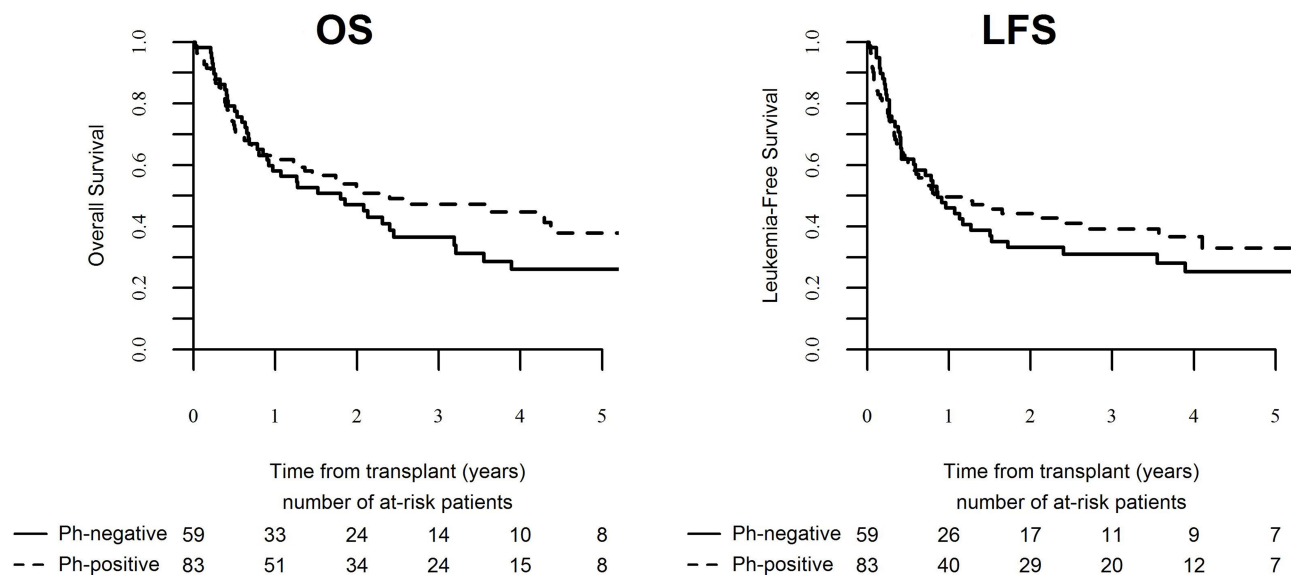 OS
Overall Survival
1.0
0.8
0.6
0.4
0.2
0.0
0 1 2 3 4 5
Time from transplant (years)
number of at-risk patients
Ph-negative 59 33 24 14 10 8
Ph-positive 83 51 34 24 15 8
LFS
Leukemia-Free Survival
1.0
0.8
0.6
0.4
0.2
0.0
0 1 2 3 4 5
Time from transplant (years)
number of at-risk patients
Ph-negative 59 26 17 11 9 7
Ph-positive 83 40 29 20 12 7